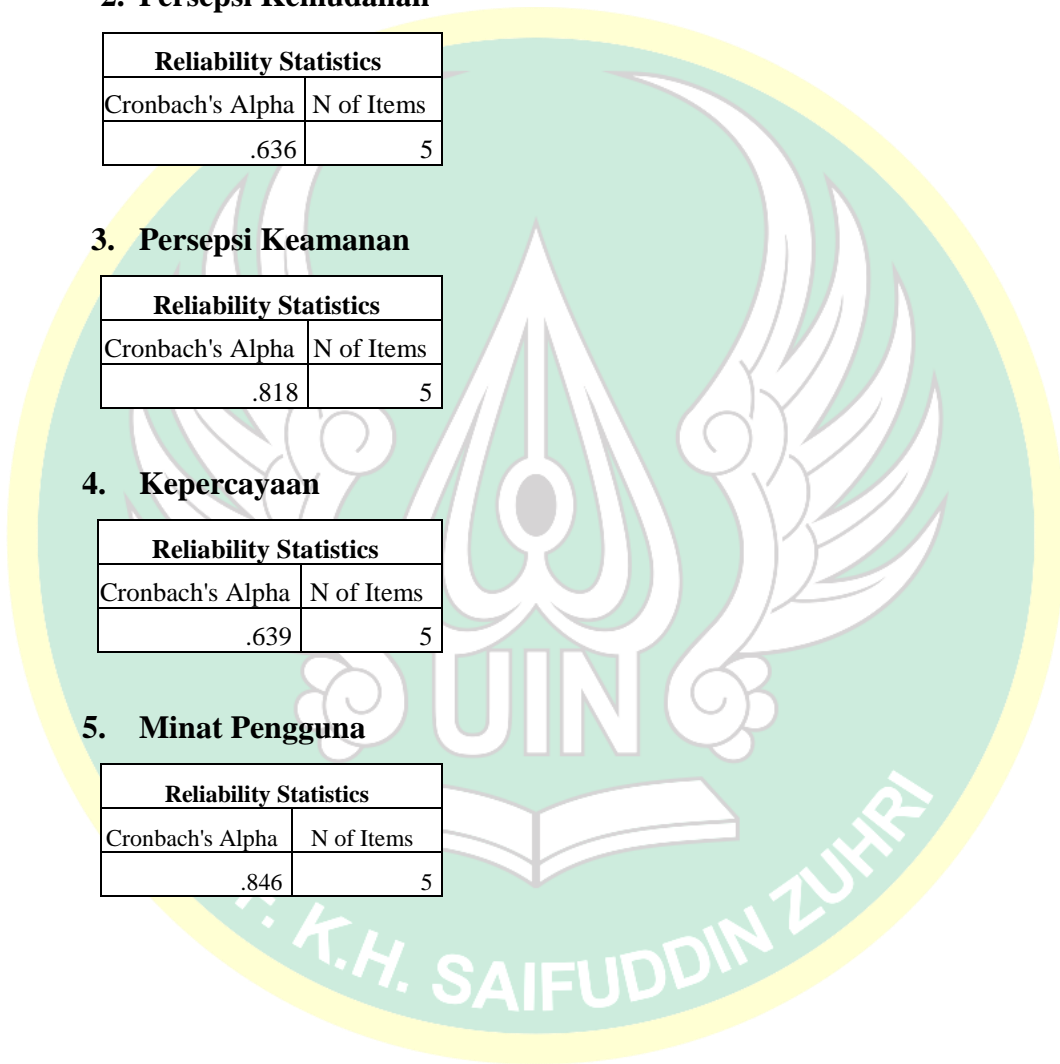 2. Persepsi Kemudahan
Reliability Statistics
Cronbach's Alpha N of Items
.636 5
3. Persepsi Keamanan
Reliability Statistics
Cronbach's Alpha N of Items
.818 5
4. Kepercayaan
Reliability Statistics
Cronbach's Alpha N of Items
.639 5
5. Minat Pengguna
Reliability Statistics
Cronbach's Alpha N of Items
.846 5
UIN
K.H. SAIFUDDIN ZUHRI